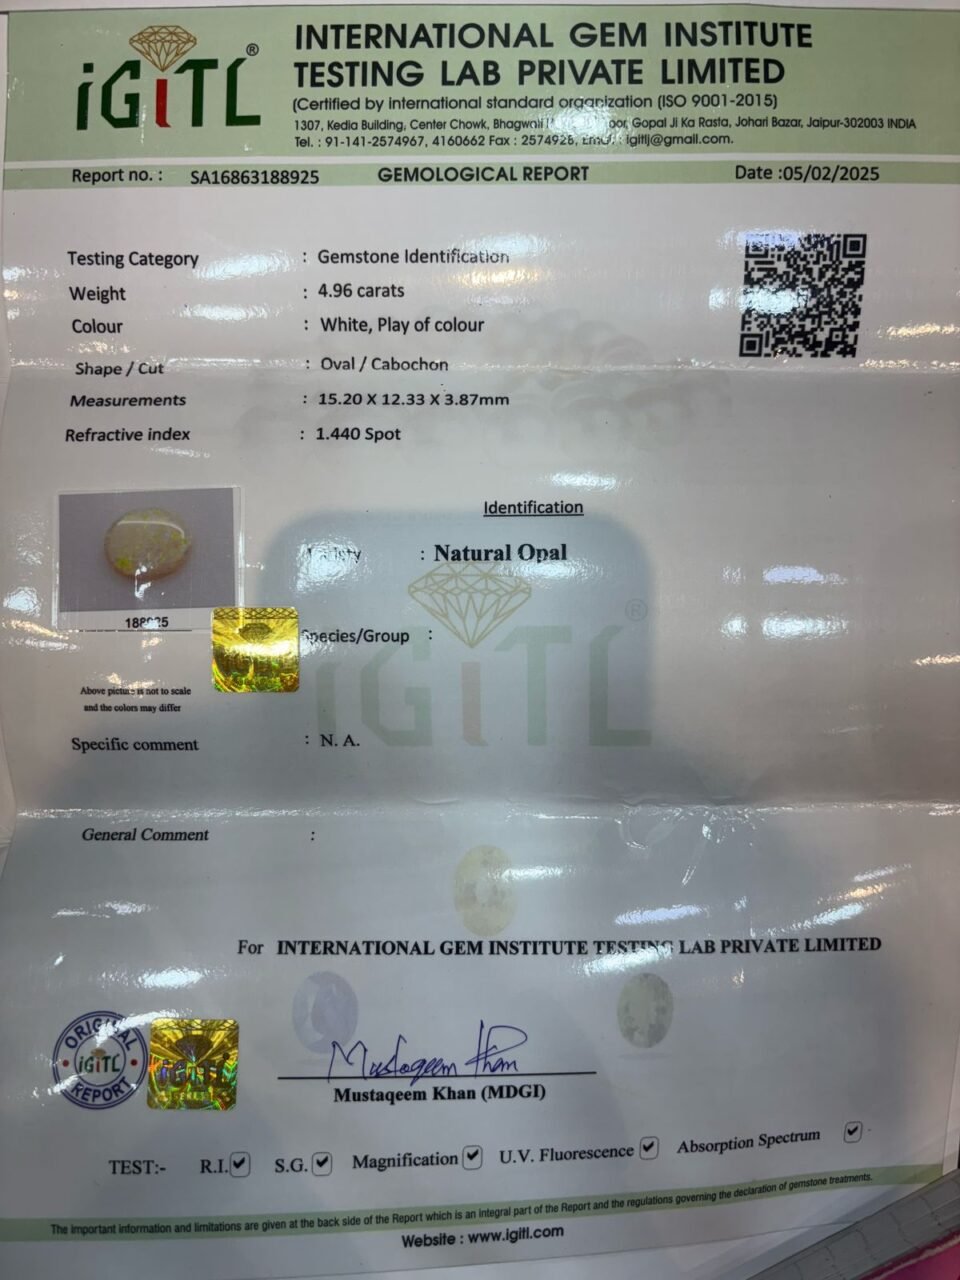 iGiTL®
INTERNATIONAL GEM INSTITUTE
TESTING LAB PRIVATE LIMITED
(Certified by international standard organization (ISO 9001-2015)
1307, Kedia Building, Center Chowk, Bhagwali Gopal Ji Ka Rasta, Johari Bazar, Jaipur-302003 INDIA
Tel. : 91-141-2574967, 4160662 Fax : 2574928, igitlj@gmail.com.
Report no. : SA16863188925 GEMOLOGICAL REPORT Date :05/02/2025
Testing Category : Gemstone Identification
Weight : 4.96 carats
Colour : White, Play of colour
Shape / Cut : Oval / Cabochon
Measurements : 15.20 X 12.33 X 3.87mm
Refractive index : 1.440 Spot
Identification
Variety : Natural Opal
188925
Species/Group :
iGiTL®
Above picture is not to scale
and the colors may differ
Specific comment : N. A.
General Comment :
For INTERNATIONAL GEM INSTITUTE TESTING LAB PRIVATE LIMITED
ORIGINAL
iGiTL
REPORT
iGiTL
Mustaqeem Khan
Mustaqeem Khan (MDGI)
TEST:- R.I. ✓ S.G. ✓ Magnification ✓ U.V. Fluorescence ✓ Absorption Spectrum ✓
The important information and limitations are given at the back side of the Report which is an integral part of the Report and the regulations governing the declaration of gemstone treatments.
Website : www.igitl.com